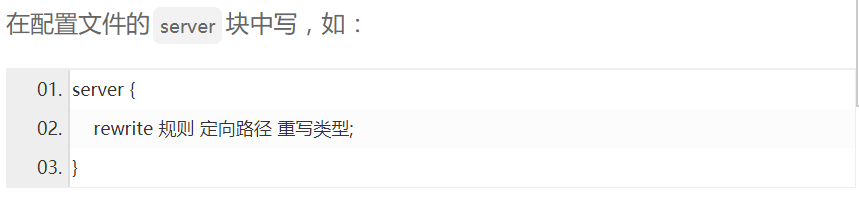 在配置文件的 server 块中写，如：
01. server {
02. rewrite 规则 定向路径 重写类型;
03. }